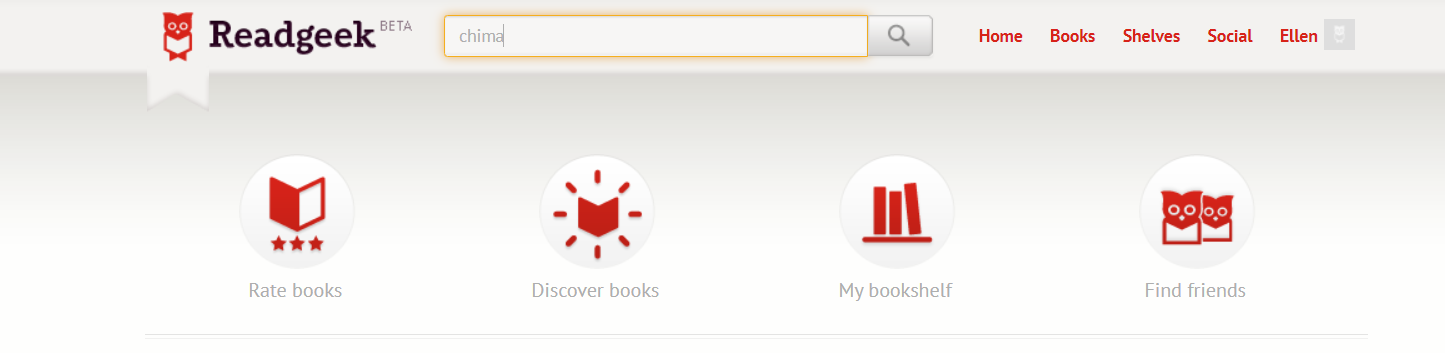 Readgeek BETA
chima
Home Books Shelves Social Ellen
Rate books Discover books My bookshelf Find friends